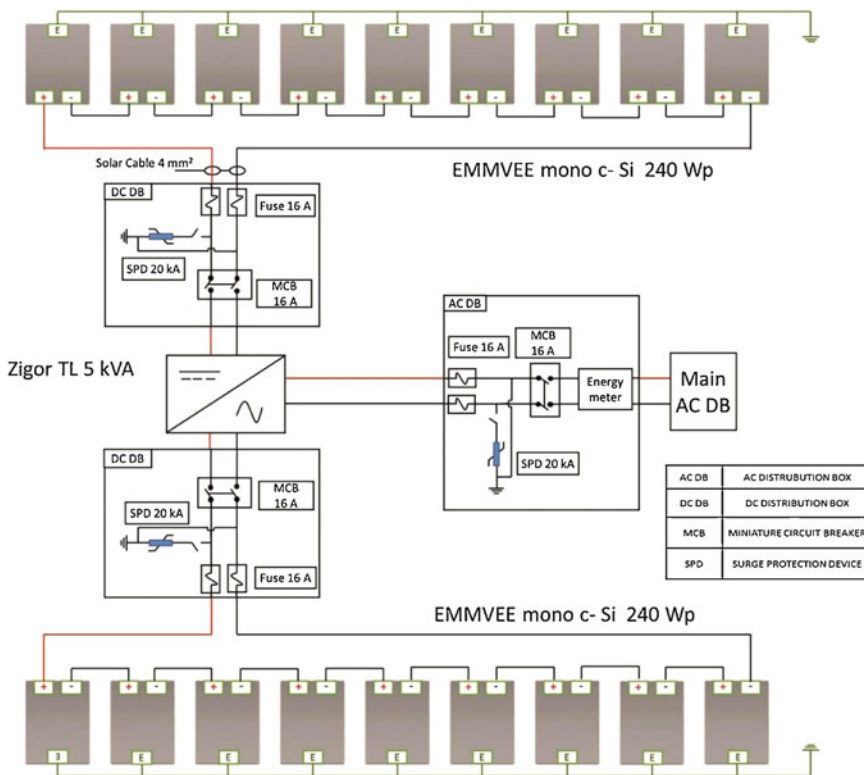 E E E E E E E E E
+ - + - + - + - + - + - + - + - + -
Solar Cable 4 mm²
EMMVEE mono c- Si 240 Wp
DC DB
Fuse 16 A
SPD 20 kA
MCB
16 A
AC DB
Fuse 16 A
MCB
16 A
Zigor TL 5 kVA
Energy
meter
Main
AC DB
SPD 20 kA
DC DB
MCB
16 A
SPD 20 kA
Fuse 16 A
AC DB AC DISTRUBUTION BOX
DC DB DC DISTRIBUTION BOX
MCB MINIATURE CIRCUIT BREAKER
SPD SURGE PROTECTION DEVICE
EMMVEE mono c- Si 240 Wp
+ - + - + - + - + - + - + - + - + -
E E E E E E E E E